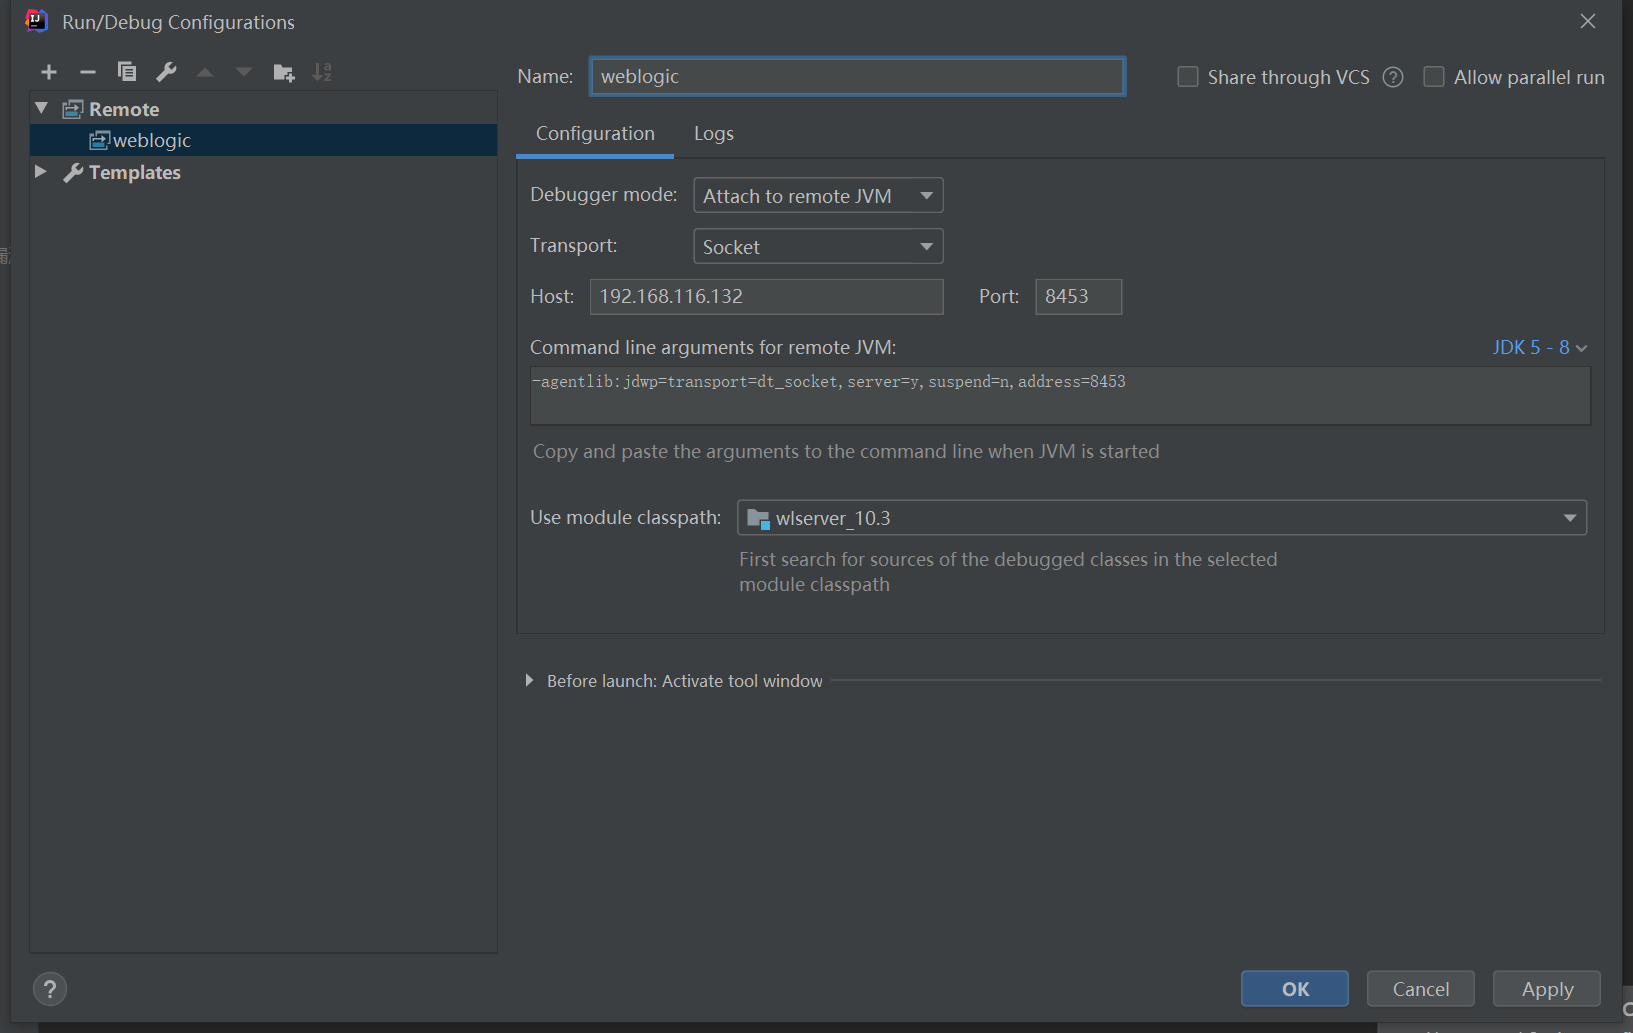 Run/Debug Configurations
Name: weblogic
Share through VCS
Allow parallel run
Remote
weblogic
Templates
Configuration Logs
Debugger mode: Attach to remote JVM
Transport: Socket
Host: 192.168.116.132 Port: 8453
Command line arguments for remote JVM: JDK 5 - 8
-agentlib:jdwp=transport=dt_socket,server=y,suspend=n,address=8453
Copy and paste the arguments to the command line when JVM is started
Use module classpath: wlserver_10.3
First search for sources of the debugged classes in the selected
module classpath
Before launch: Activate tool window
? OK Cancel Apply